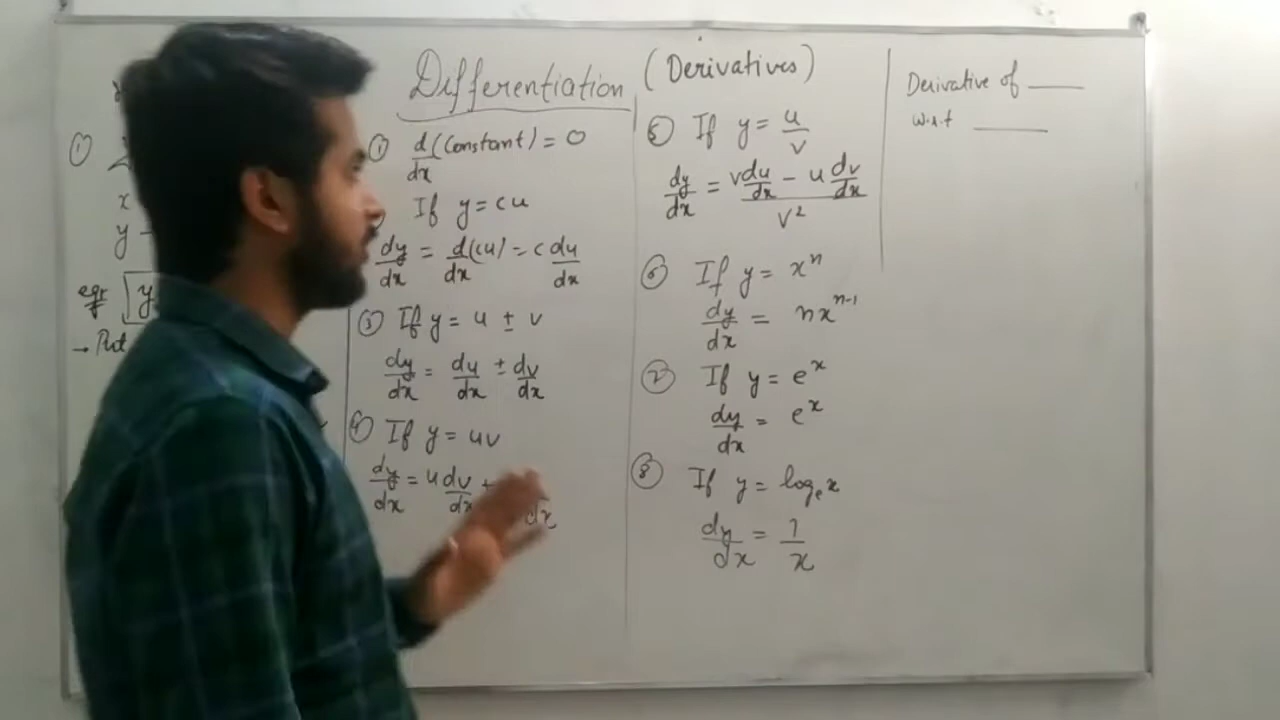 Differentiation (Derivatives)
①
x
y -
eg:- y
→ Put
① d/dx (Constant) = 0
If y = cu
dy/dx = d/dx (cu) = c du/dx
③ If y = u ± v
dy/dx = du/dx ± dv/dx
④ If y = uv
dy/dx = u dv/dx + dx
⑤ If y = u/v
dy/dx = (v du/dx - u dv/dx)/v²
⑥ If y = xⁿ
dy/dx = nxⁿ⁻¹
⑦ If y = eˣ
dy/dx = eˣ
⑧ If y = logₑx
dy/dx = 1/x
Derivative of ____
w.r.t ____